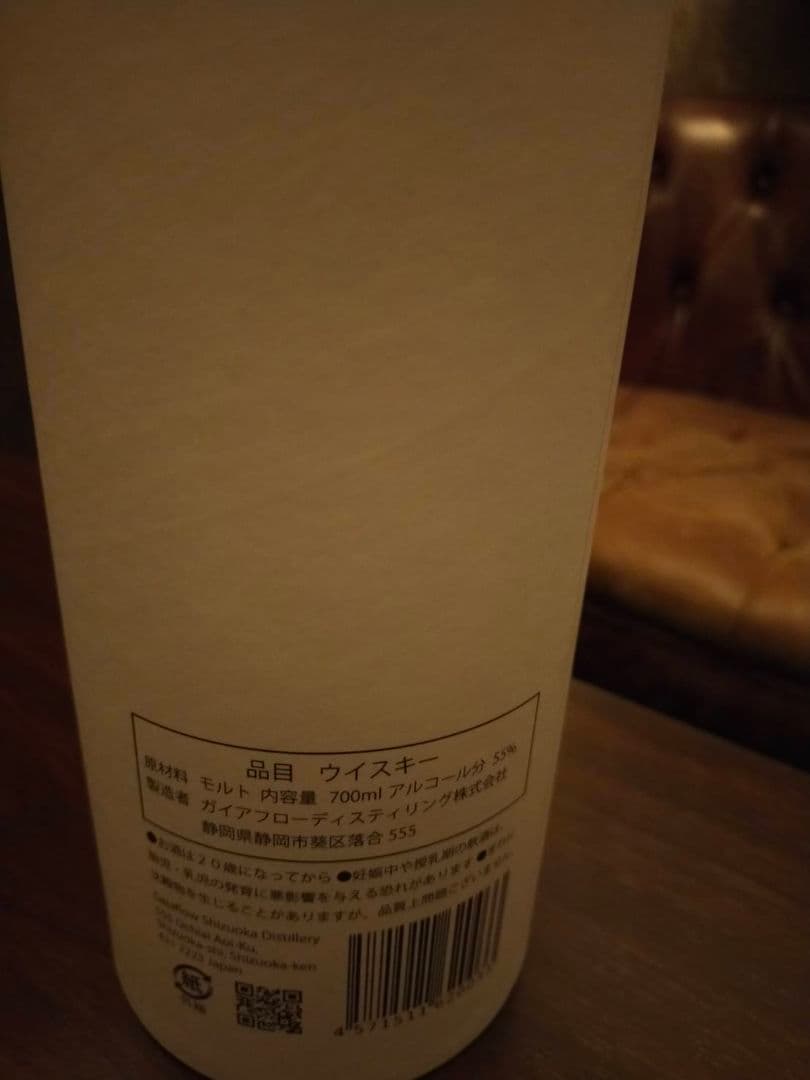 品目 ウイスキー
原材料 モルト 内容量 700ml アルコール分 55%
製造者 ガイアフローディスティリング株式会社
静岡県静岡市葵区落合 555
●お酒は20歳になってから ●妊娠中や授乳期の飲酒は、
胎児・乳児の発育に悪影響を与える恐れがあります ●
沈殿物を生じることがありますが、品質上問題ございません
Gaiaflow Shizuoka Distillery
555 Ochiai Aoi-Ku,
Shizuoka-shi, Shizuoka-ken
Japan
紙
4 571511